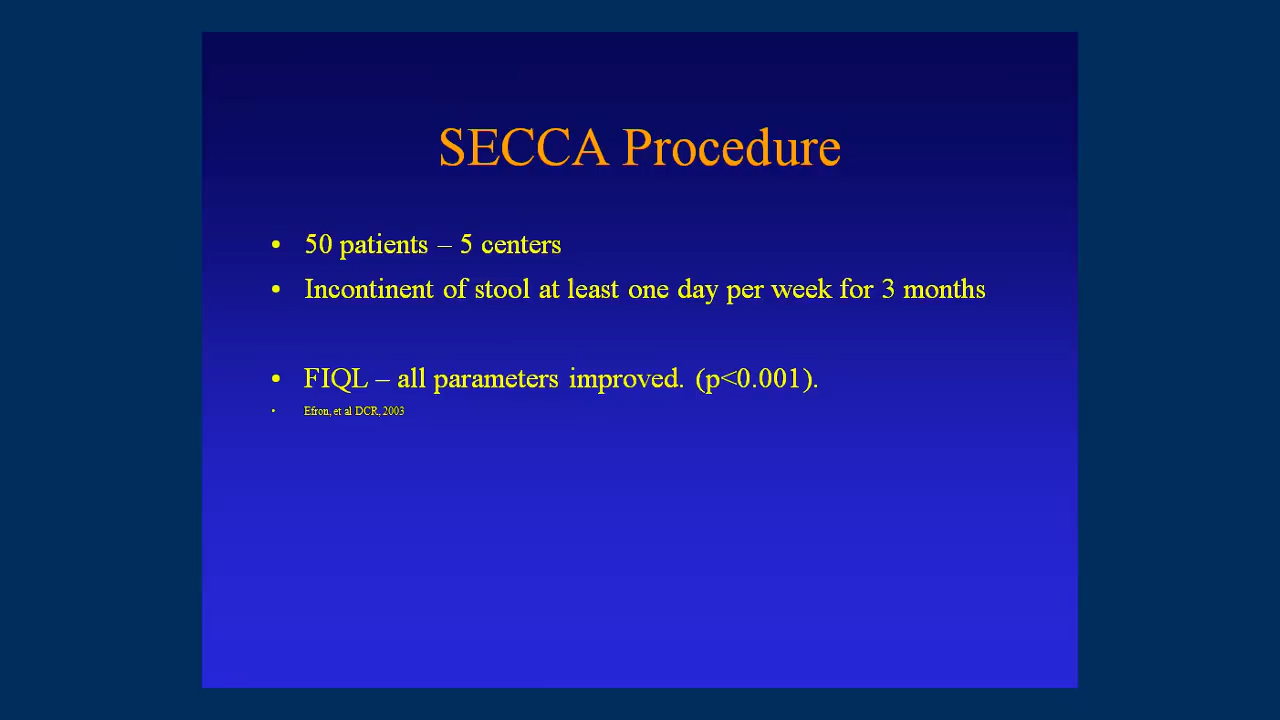 SECCA Procedure
• 50 patients – 5 centers
• Incontinent of stool at least one day per week for 3 months
• FIQL – all parameters improved. (p<0.001).
• Efron, et al DCR, 2003